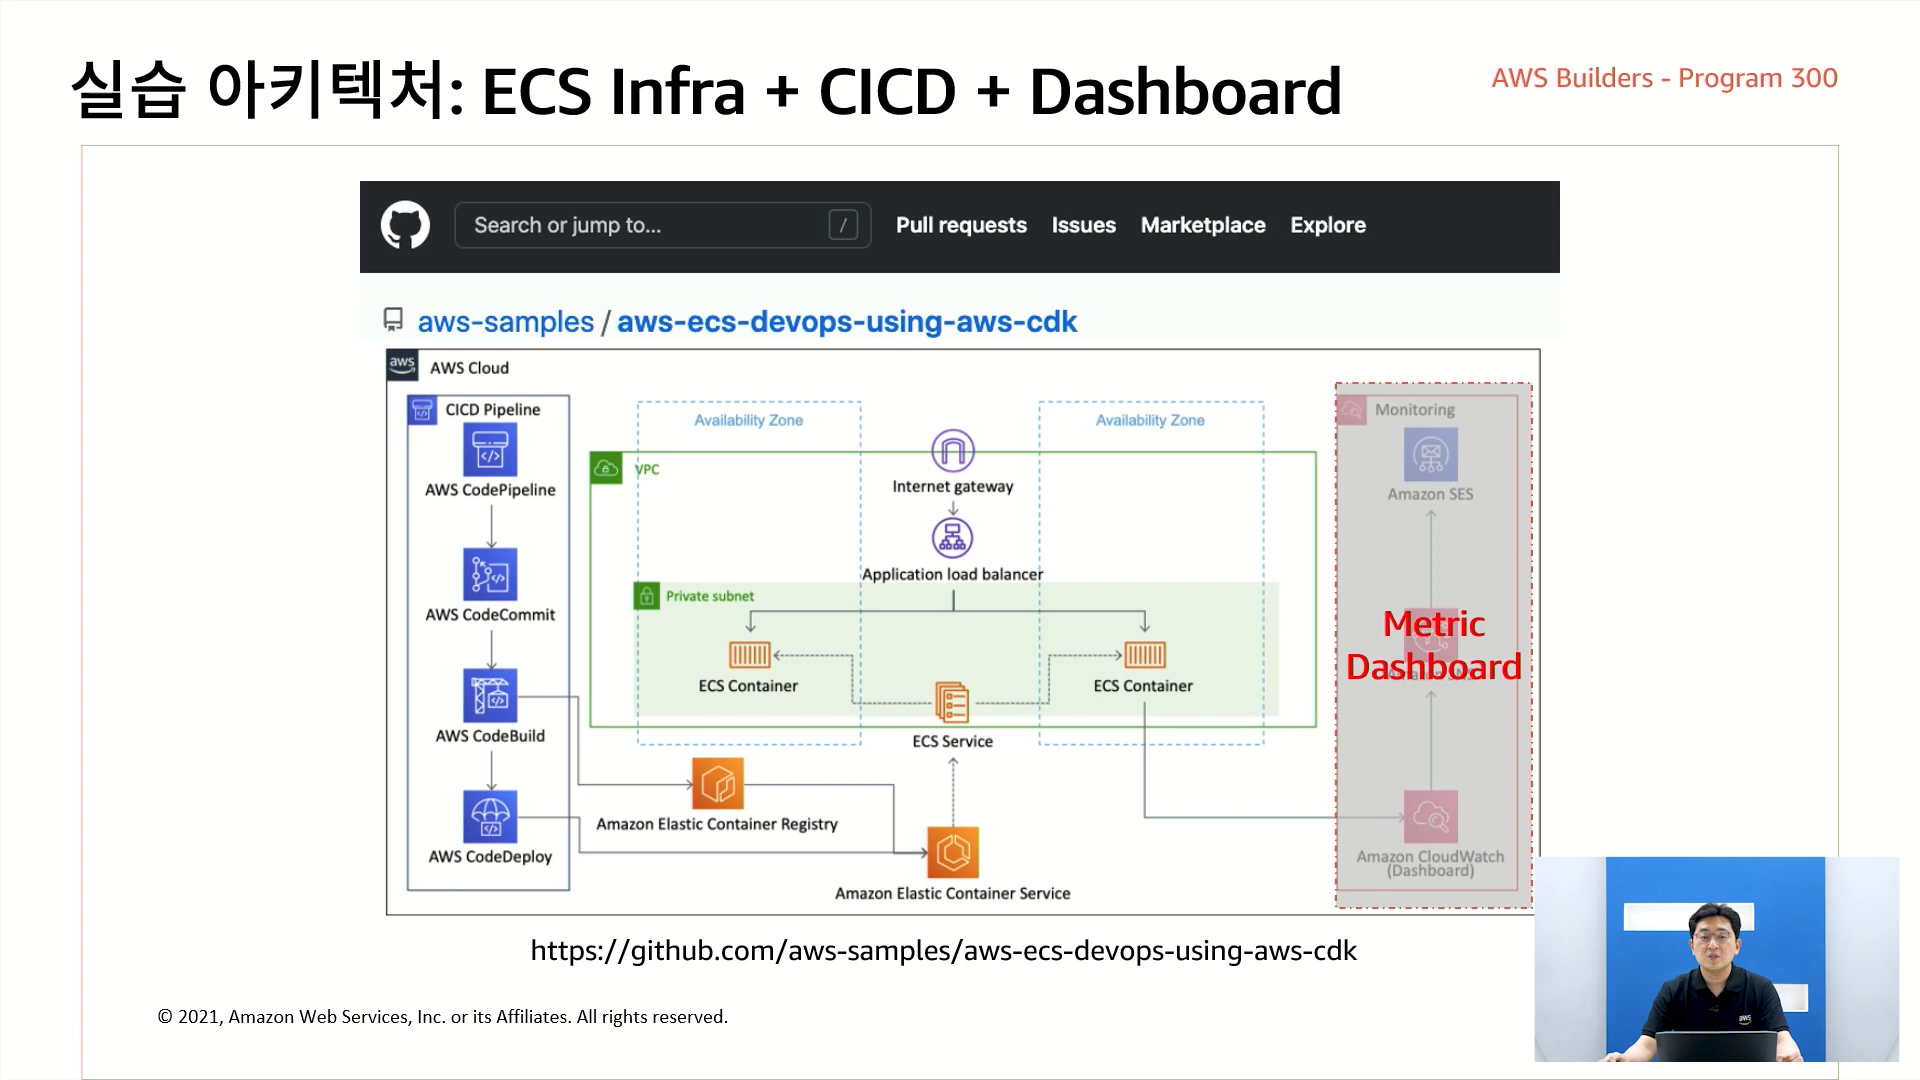 실습 아키텍처: ECS Infra + CICD + Dashboard
AWS Builders - Program 300
Search or jump to...
/
Pull requests
Issues
Marketplace
Explore
aws-samples / aws-ecs-devops-using-aws-cdk
aws
AWS Cloud
CICD Pipeline
AWS CodePipeline
AWS CodeCommit
AWS CodeBuild
AWS CodeDeploy
Availability Zone
Availability Zone
VPC
Internet gateway
Application load balancer
Private subnet
ECS Container
ECS Container
ECS Service
Amazon Elastic Container Registry
Amazon Elastic Container Service
Monitoring
Amazon SES
Metric
Dashboard
Amazon CloudWatch
(Dashboard)
https://github.com/aws-samples/aws-ecs-devops-using-aws-cdk
© 2021, Amazon Web Services, Inc. or its Affiliates. All rights reserved.
aws